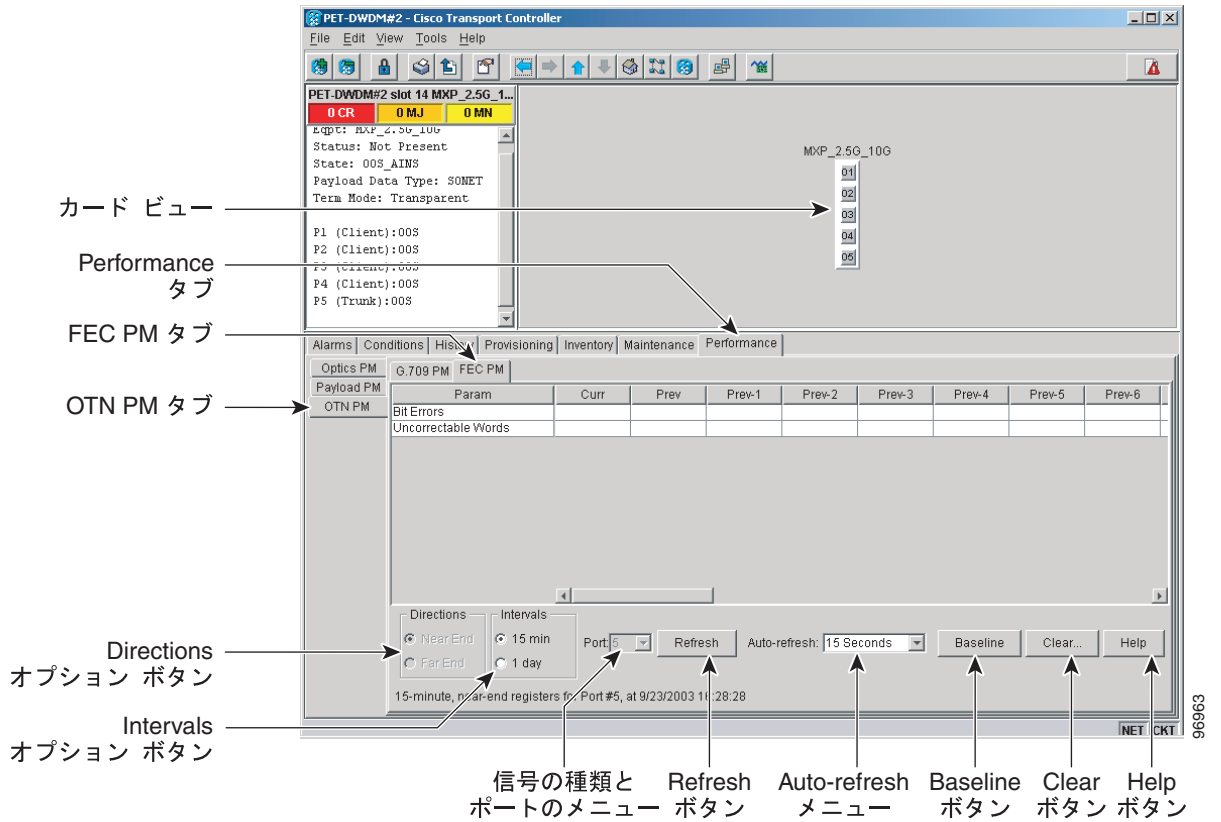 PET-DWDM#2 - Cisco Transport Controller
File Edit View Tools Help
PET-DWDM#2 slot 14 MXP_2.5G_1...
0 CR 0 MJ 0 MN
Eqpt: MXP_2.5G_10G
Status: Not Present
State: OOS_AINS
Payload Data Type: SONET
Term Mode: Transparent
P1 (Client):OOS
P2 (Client):OOS
P3 (Client):OOS
P4 (Client):OOS
P5 (Trunk):OOS
MXP_2.5G_10G
01
02
03
04
05
カード ビュー
Performance
タブ
FEC PM タブ
OTN PM タブ
Alarms Conditions History Provisioning Inventory Maintenance Performance
Optics PM
Payload PM
OTN PM
G.709 PM FEC PM
Param Curr Prev Prev-1 Prev-2 Prev-3 Prev-4 Prev-5 Prev-6
Bit Errors
Uncorrectable Words
Directions
Near End
Far End
Intervals
15 min
1 day
Port: 5 Refresh Auto-refresh: 15 Seconds Baseline Clear... Help
15-minute, near-end registers for Port #5, at 9/23/2003 16:28:28
NET CKT
96963
Directions
オプション ボタン
Intervals
オプション ボタン
信号の種類と
ポートのメニュー
Refresh
ボタン
Auto-refresh
メニュー
Baseline
ボタン
Clear
ボタン
Help
ボタン